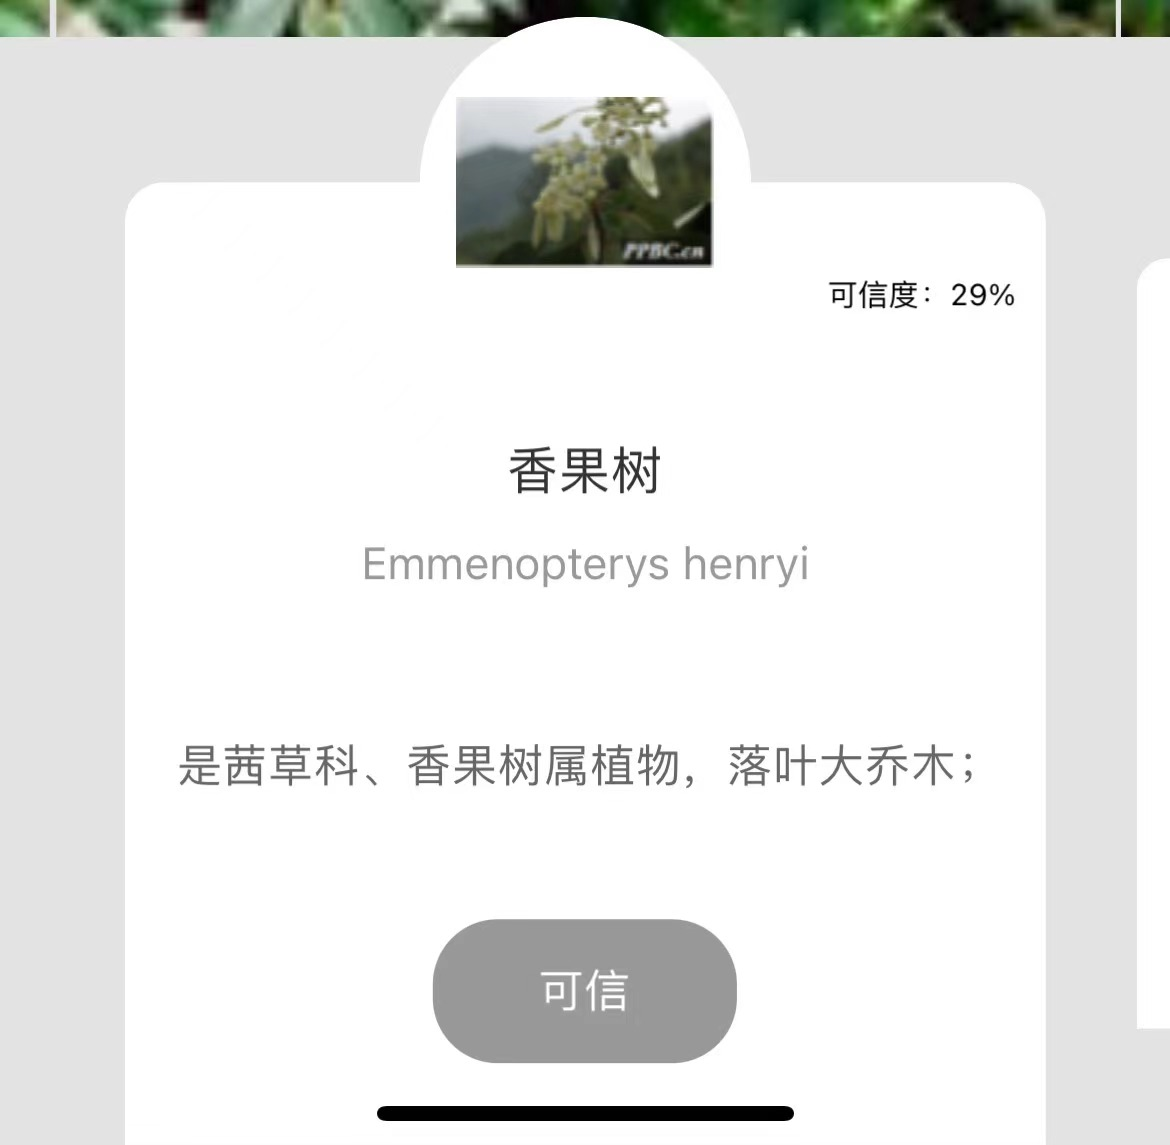 PPBC.cn
可信度：29%
香果树
Emmenopterys henryi
是茜草科、香果树属植物，落叶大乔木；
可信